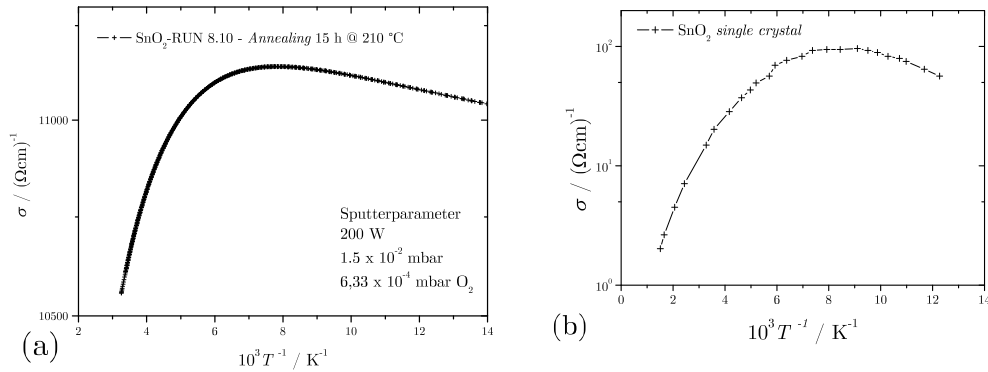 SnO₂-RUN 8.10 - Annealing 15 h @ 210 °C
11000
10500
σ / (Ωcm)⁻¹
Sputterparameter
200 W
1.5 x 10⁻² mbar
6,33 x 10⁻⁴ mbar O₂
2 4 6 8 10 12 14
10³T⁻¹ / K⁻¹
(a)
SnO₂ single crystal
10²
10¹
10⁰
σ / (Ωcm)⁻¹
0 2 4 6 8 10 12 14
10³T⁻¹ / K⁻¹
(b)